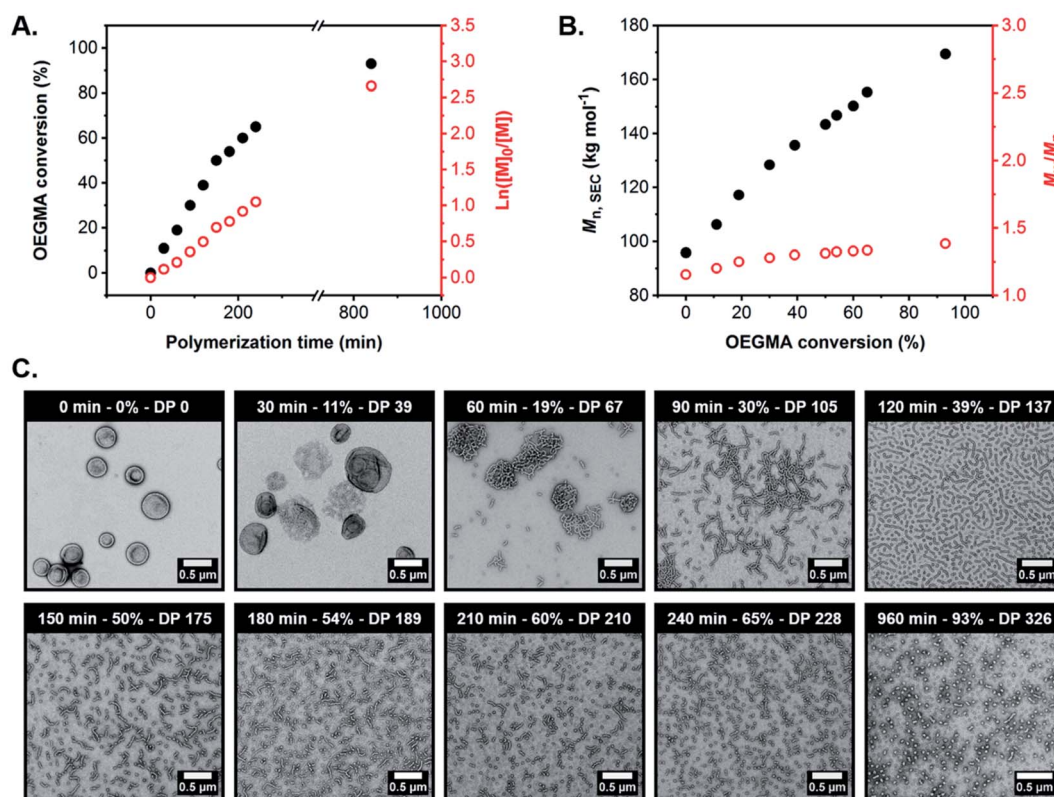 A.
OEGMA conversion (%)
100
80
60
40
20
0
0
200
800
1000
Polymerization time (min)
3.5
3.0
2.5
2.0
1.5
1.0
0.5
0.0
Ln([M]0/[M])
B.
Mn, SEC (kg mol⁻¹)
180
160
140
120
100
80
0
20
40
60
80
100
OEGMA conversion (%)
3.0
2.5
2.0
1.5
1.0
C.
0 min - 0% - DP 0
30 min - 11% - DP 39
60 min - 19% - DP 67
90 min - 30% - DP 105
120 min - 39% - DP 137
0.5 µm
0.5 µm
0.5 µm
0.5 µm
0.5 µm
150 min - 50% - DP 175
180 min - 54% - DP 189
210 min - 60% - DP 210
240 min - 65% - DP 228
960 min - 93% - DP 326
0.5 µm
0.5 µm
0.5 µm
0.5 µm
0.5 µm